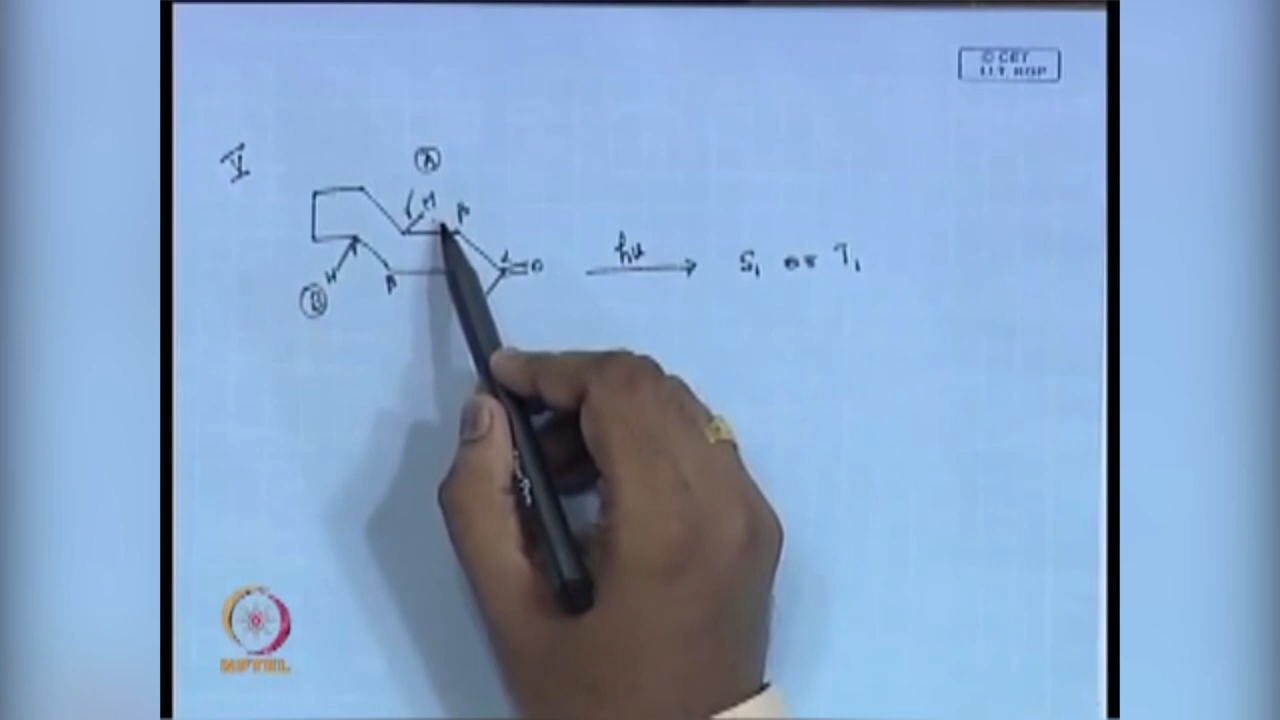 © CET
I.I.T. KGP
V
A
H
β
O
hν
S₁ or T₁
H
β
B
NPTEL